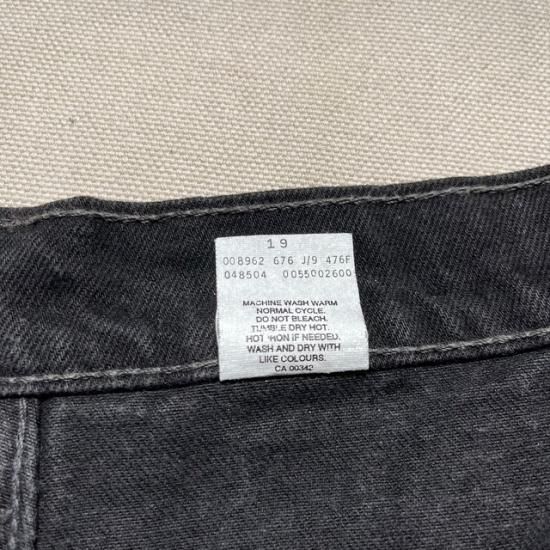 19
008962 676 J/9 476F
048504 0055002600
MACHINE WASH WARM
NORMAL CYCLE.
DO NOT BLEACH.
TUMBLE DRY HOT.
HOT IRON IF NEEDED.
WASH AND DRY WITH
LIKE COLOURS.
CA 00342